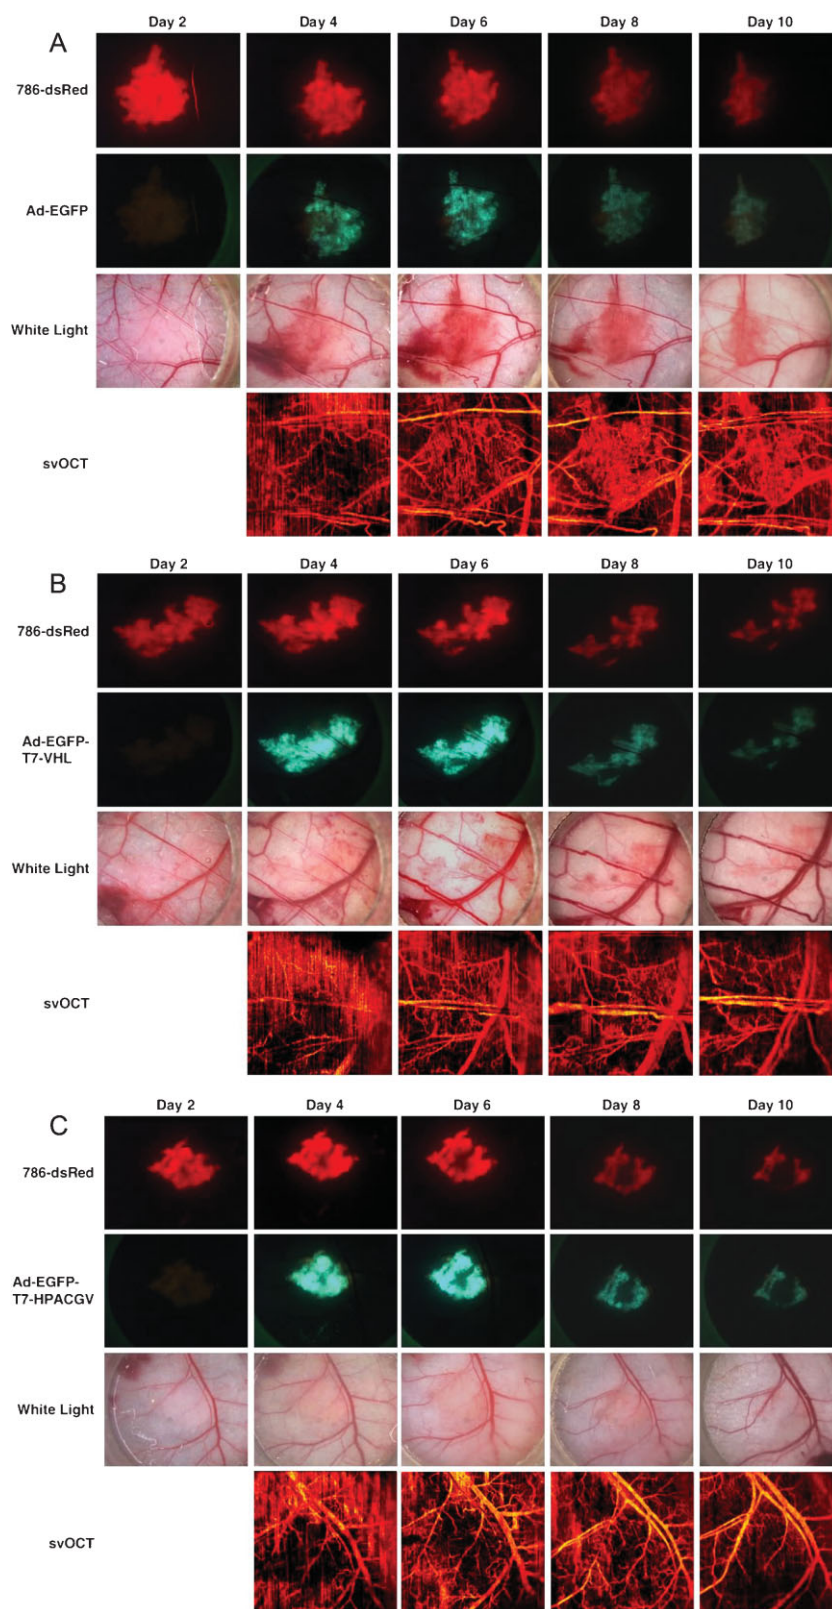 Day 2 Day 4 Day 6 Day 8 Day 10
A
786-dsRed
Ad-EGFP
White Light
svOCT
Day 2 Day 4 Day 6 Day 8 Day 10
B
786-dsRed
Ad-EGFP-
T7-VHL
White Light
svOCT
Day 2 Day 4 Day 6 Day 8 Day 10
C
786-dsRed
Ad-EGFP-
T7-HPACGV
White Light
svOCT